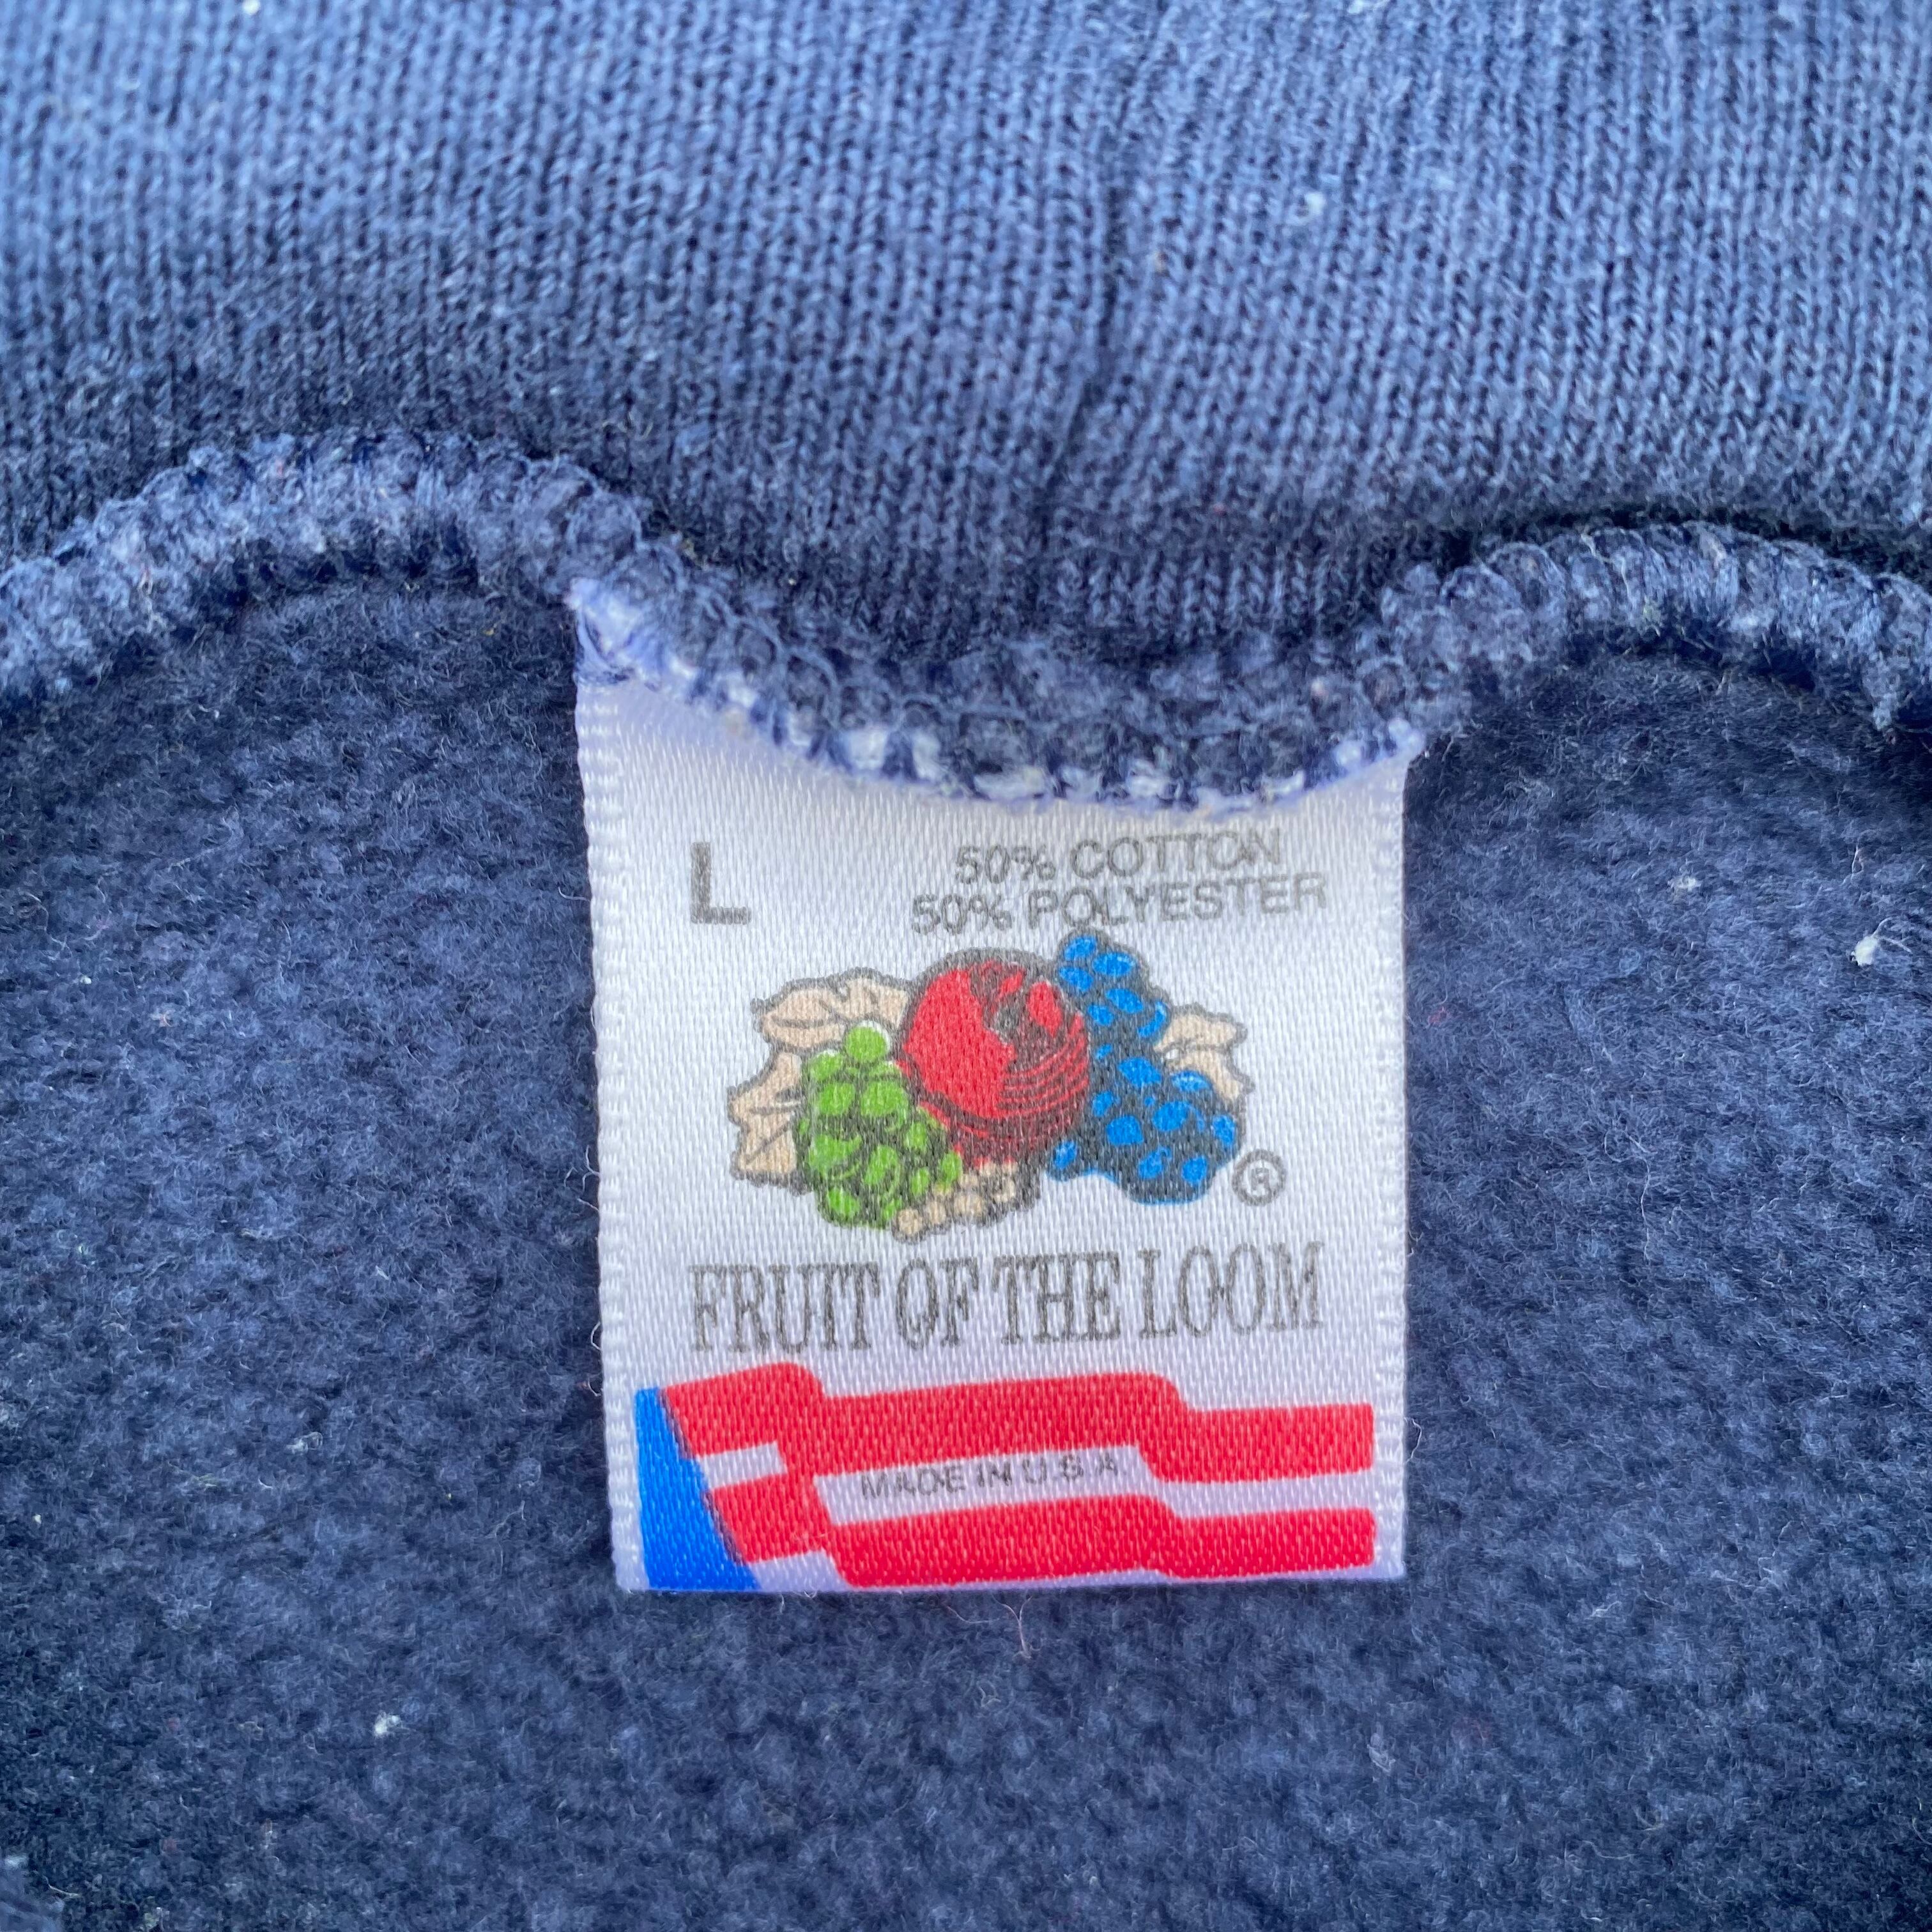 L
50% COTTON
50% POLYESTER
®
FRUIT OF THE LOOM
MADE IN U.S.A.